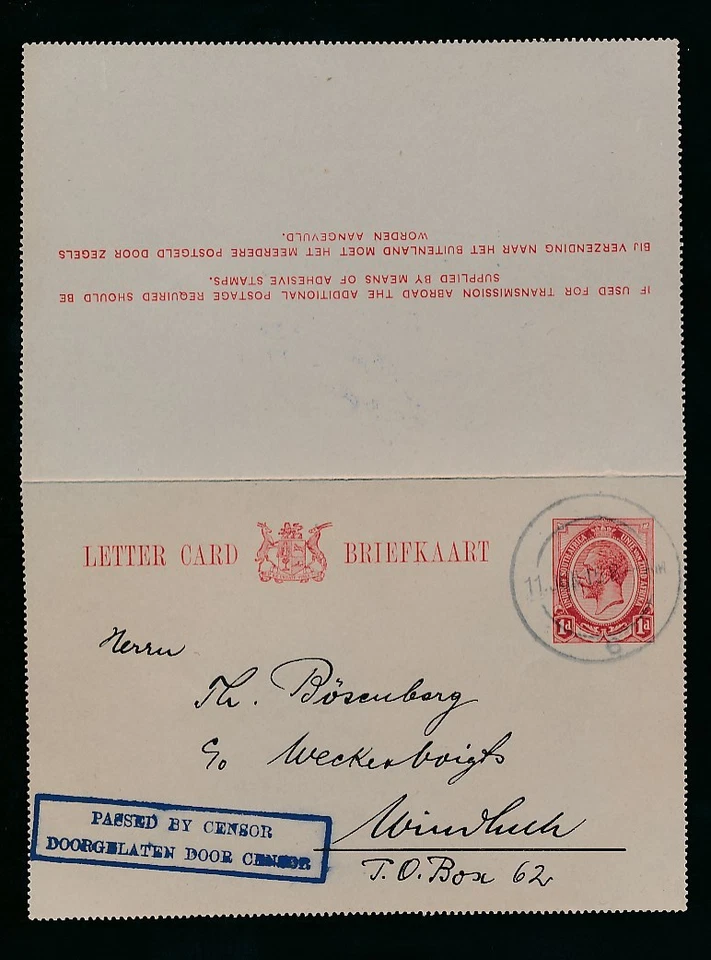 BIJ VERZENDING NAAR HET BUITENLAND MOET HET MEERDERE POSTGELD DOOR ZEGELS
WORDEN AANGEVULD.
IF USED FOR TRANSMISSION ABROAD THE ADDITIONAL POSTAGE REQUIRED SHOULD BE
SUPPLIED BY MEANS OF ADHESIVE STAMPS.
LETTER CARD BRIEFKAART
1d 1d
Herrn
Th. Bösenberg
c/o Wecke & Voigts
Windhuk
P.O. Box 62
PASSED BY CENSOR
DOORGELATEN DOOR CENSOR